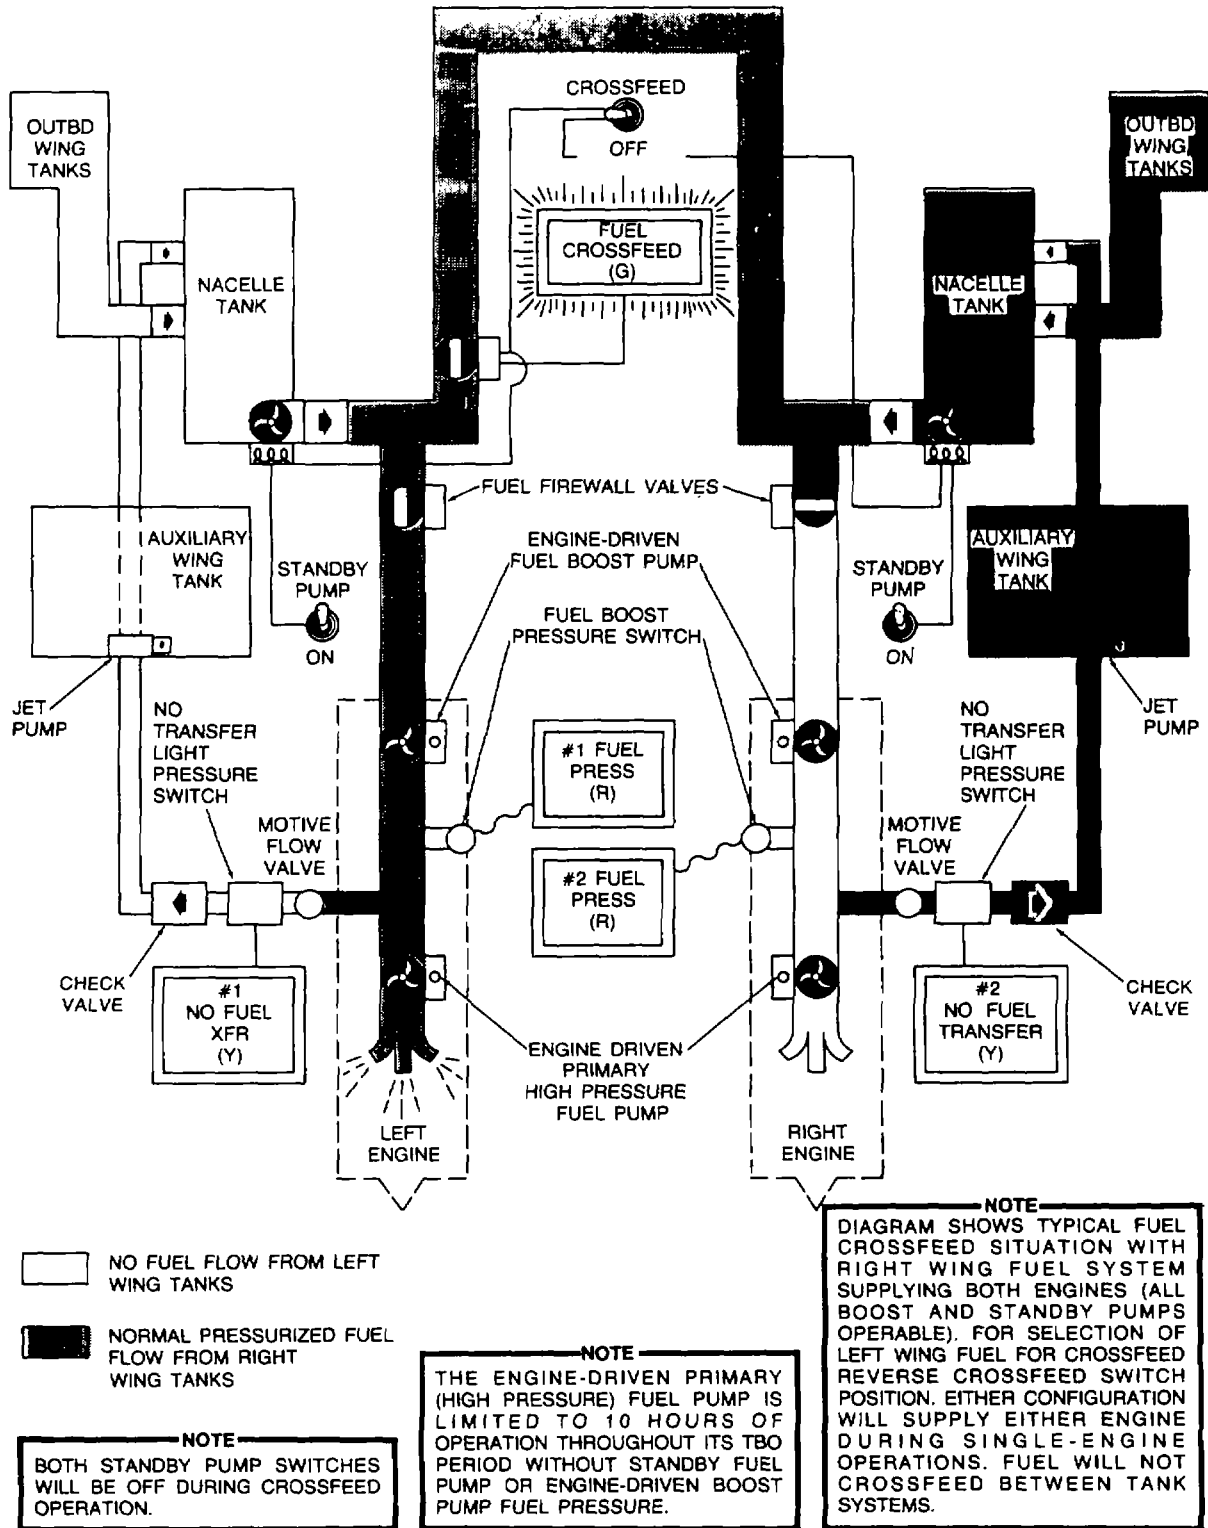 CROSSFEED
OFF
OUTBD
WING
TANKS
OUTBD
WING
TANKS
FUEL
CROSSFEED
(G)
NACELLE
TANK
NACELLE
TANK
FUEL FIREWALL VALVES
ENGINE-DRIVEN
FUEL BOOST PUMP
AUXILIARY
WING
TANK
AUXILIARY
WING
TANK
STANDBY
PUMP
ON
STANDBY
PUMP
ON
FUEL BOOST
PRESSURE SWITCH
JET
PUMP
NO
TRANSFER
LIGHT
PRESSURE
SWITCH
NO
TRANSFER
LIGHT
PRESSURE
SWITCH
JET
PUMP
#1 FUEL
PRESS
(R)
MOTIVE
FLOW
VALVE
MOTIVE
FLOW
VALVE
#2 FUEL
PRESS
(R)
CHECK
VALVE
#1
NO FUEL
XFR
(Y)
#2
NO FUEL
TRANSFER
(Y)
CHECK
VALVE
ENGINE DRIVEN
PRIMARY
HIGH PRESSURE
FUEL PUMP
LEFT
ENGINE
RIGHT
ENGINE
NO FUEL FLOW FROM LEFT
WING TANKS
NORMAL PRESSURIZED FUEL
FLOW FROM RIGHT
WING TANKS
NOTE
BOTH STANDBY PUMP SWITCHES
WILL BE OFF DURING CROSSFEED
OPERATION.
NOTE
THE ENGINE-DRIVEN PRIMARY
(HIGH PRESSURE) FUEL PUMP IS
LIMITED TO 10 HOURS OF
OPERATION THROUGHOUT ITS TBO
PERIOD WITHOUT STANDBY FUEL
PUMP OR ENGINE-DRIVEN BOOST
PUMP FUEL PRESSURE.
NOTE
DIAGRAM SHOWS TYPICAL FUEL
CROSSFEED SITUATION WITH
RIGHT WING FUEL SYSTEM
SUPPLYING BOTH ENGINES (ALL
BOOST AND STANDBY PUMPS
OPERABLE). FOR SELECTION OF
LEFT WING FUEL FOR CROSSFEED
REVERSE CROSSFEED SWITCH
POSITION. EITHER CONFIGURATION
WILL SUPPLY EITHER ENGINE
DURING SINGLE-ENGINE
OPERATIONS. FUEL WILL NOT
CROSSFEED BETWEEN TANK
SYSTEMS.